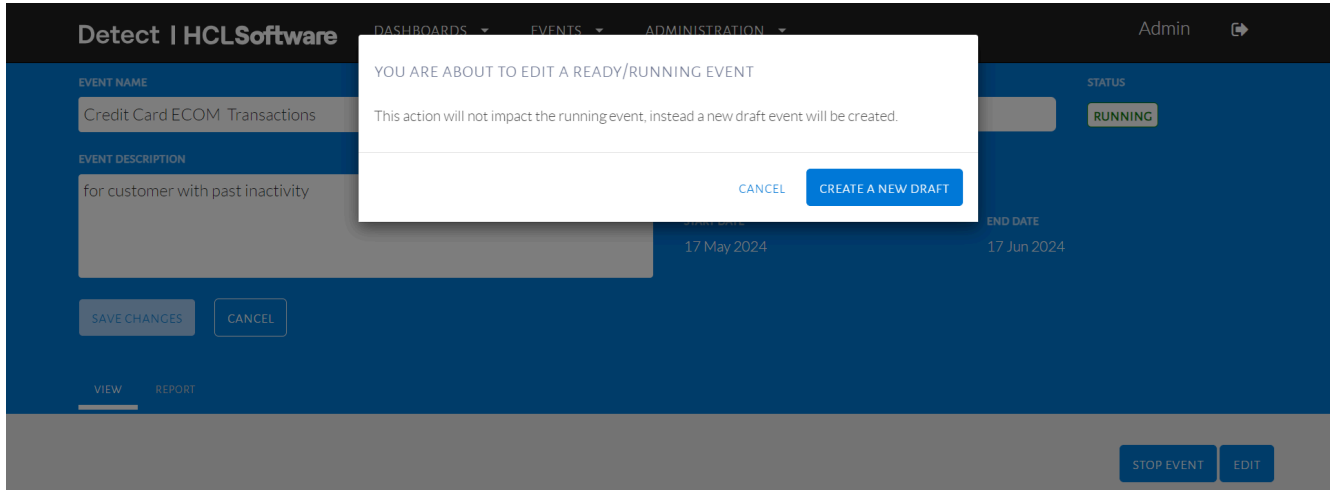 Detect | HCLSoftware
DASHBOARDS EVENTS ADMINISTRATION Admin
YOU ARE ABOUT TO EDIT A READY/RUNNING EVENT
This action will not impact the running event, instead a new draft event will be created.
CANCEL CREATE A NEW DRAFT
EVENT NAME STATUS
Credit Card ECOM Transactions RUNNING
EVENT DESCRIPTION
for customer with past inactivity
START DATE END DATE
17 May 2024 17 Jun 2024
SAVE CHANGES CANCEL
VIEW REPORT
STOP EVENT EDIT